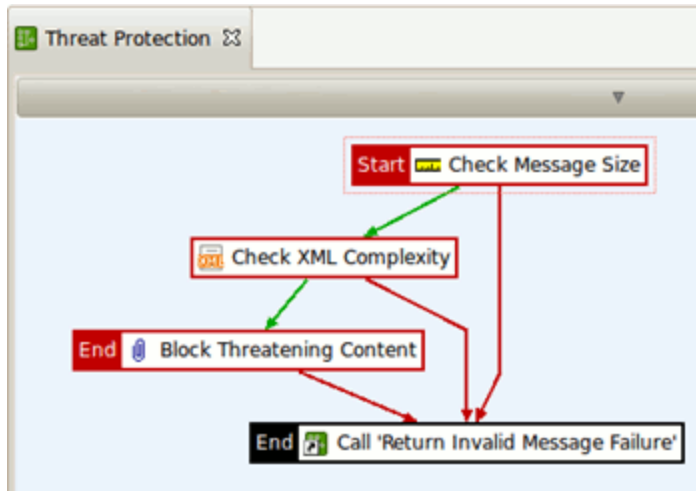 Threat Protection
Start Check Message Size
Check XML Complexity
End Block Threatening Content
End Call 'Return Invalid Message Failure'